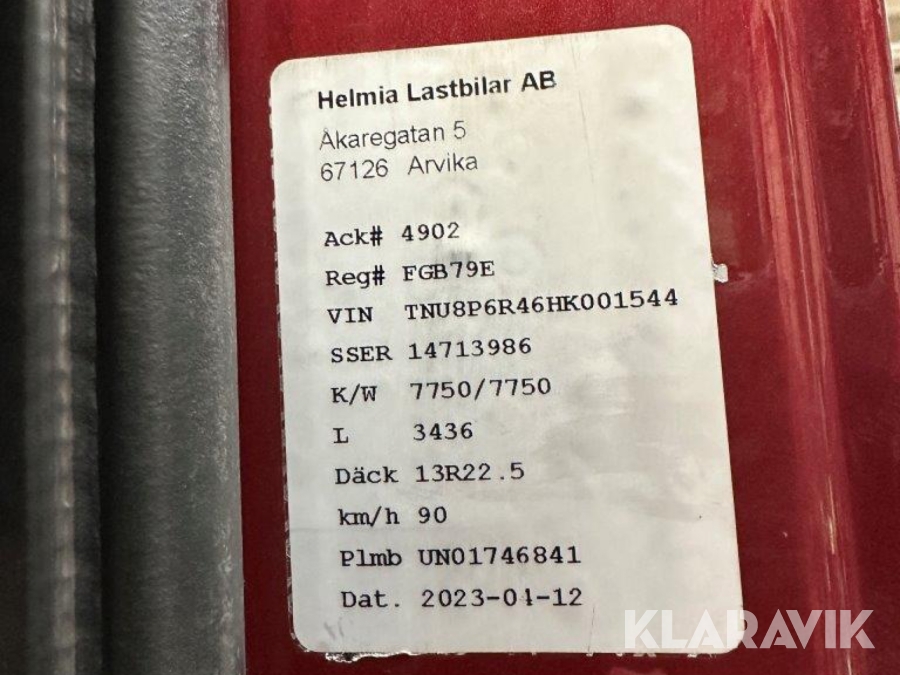 Helmia Lastbilar AB
Åkaregatan 5
67126 Arvika
Ack# 4902
Reg# FGB79E
VIN TNU8P6R46HK001544
SSER 14713986
K/W 7750/7750
L 3436
Däck 13R22.5
km/h 90
Plmb UN01746841
Dat. 2023-04-12
KLARAVIK